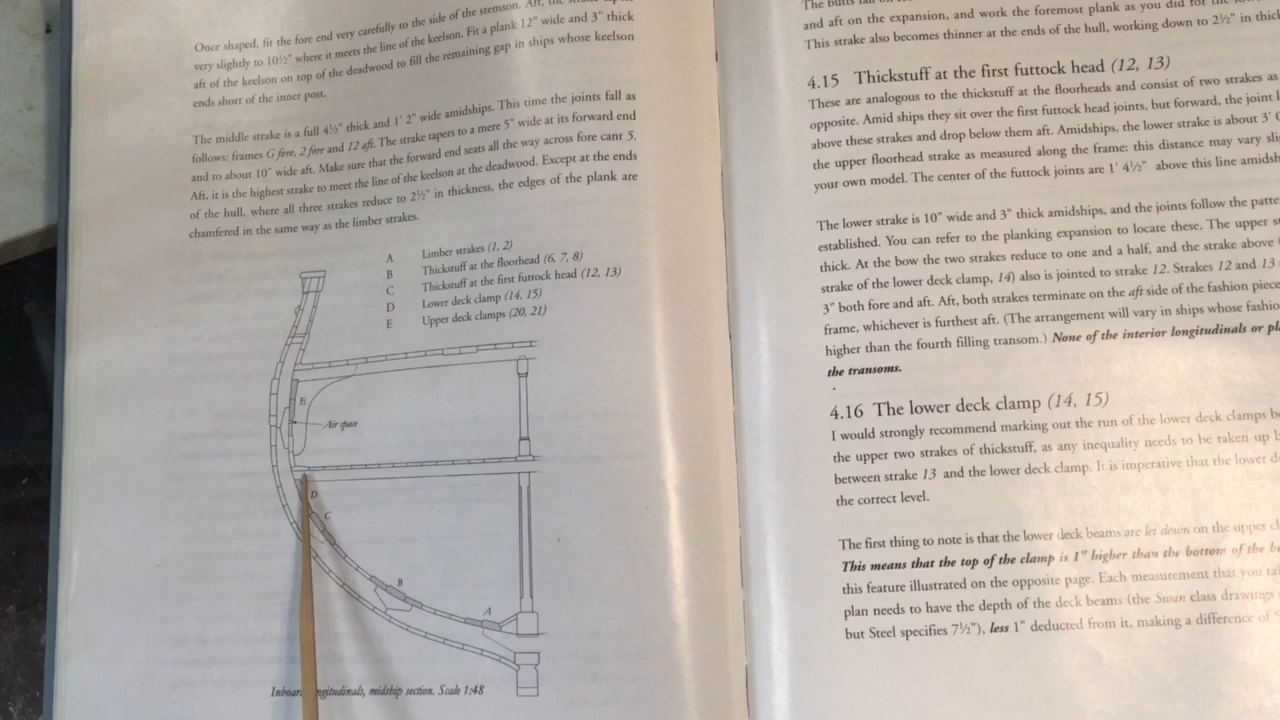 Once shaped, fit the fore end very carefully to the side of the stemson. Aft, the
very slightly to 10½" where it meets the line of the keelson. Fit a plank 12" wide and 3" thick
aft of the keelson on top of the deadwood to fill the remaining gap in ships whose keelson
ends short of the inner post.
The middle strake is a full 4½" thick and 1' 2" wide amidships. This time the joints fall as
follows: frames G fore, 2 fore and 12 aft. The strake tapers to a mere 5" wide at its forward end
and to about 10" wide aft. Make sure that the forward end seats all the way across fore cant 5.
Aft, it is the highest strake to meet the line of the keelson at the deadwood. Except at the ends
of the hull, where all three strakes reduce to 2½" in thickness, the edges of the plank are
chamfered in the same way as the limber strakes.
A Limber strakes (1, 2)
B Thickstuff at the floorhead (6, 7, 8)
C Thickstuff at the first futtock head (12, 13)
D Lower deck clamp (14, 15)
E Upper deck clamps (20, 21)
E
Air space
D
C
B
A
midship section. Scale 1:48
and aft on the expansion, and work the foremost plank as you did for the
This strake also becomes thinner at the ends of the hull, working down to 2½" in
4.15 Thickstuff at the first futtock head (12, 13)
These are analogous to the thickstuff at the floorheads and consist of two strakes as
opposite. Amid ships they sit over the first futtock head joints, but forward, the joint
above these strakes and drop below them aft. Amidships, the lower strake is about 3'
the upper floorhead strake as measured along the frame: this distance may vary
your own model. The center of the futtock joints are 1' 4½" above this line
The lower strake is 10" wide and 3" thick amidships, and the joints follow the
established. You can refer to the planking expansion to locate these. The upper
thick. At the bow the two strakes reduce to one and a half, and the strake above
strake of the lower deck clamp, 14) also is jointed to strake 12. Strakes 12 and 13
3" both fore and aft. Aft, both strakes terminate on the aft side of the fashion
frame, whichever is furthest aft. (The arrangement will vary in ships whose
higher than the fourth filling transom.) None of the interior longitudinals or
the transoms.
4.16 The lower deck clamp (14, 15)
I would strongly recommend marking out the run of the lower deck clamps
the upper two strakes of thickstuff, as any inequality needs to be taken up
between strake 13 and the lower deck clamp. It is imperative that the lower
the correct level.
The first thing to note is that the lower deck beams are let down on the upper
This means that the top of the clamp is 1" higher than the bottom of the
this feature illustrated on the opposite page. Each measurement that you
plan needs to have the depth of the deck beams (the Swan class drawings
but Steel specifies 7½"), less 1" deducted from it, making a difference of